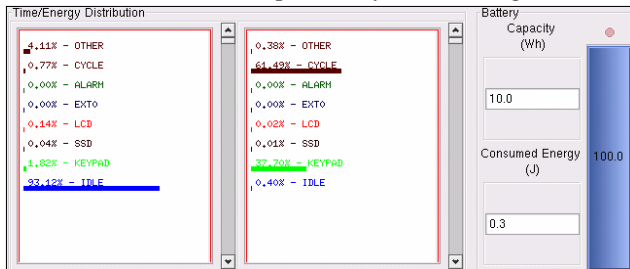 Time/Energy Distribution
4.11% - OTHER
0.77% - CYCLE
0.00% - ALARM
0.00% - EXTO
0.14% - LCD
0.04% - SSD
1.82% - KEYPAD
93.12% - IDLE
0.38% - OTHER
61.49% - CYCLE
0.00% - ALARM
0.00% - EXTO
0.02% - LCD
0.01% - SSD
37.70% - KEYPAD
0.40% - IDLE
Battery
Capacity
(Wh)
10.0
Consumed Energy
(J)
0.3
100.0